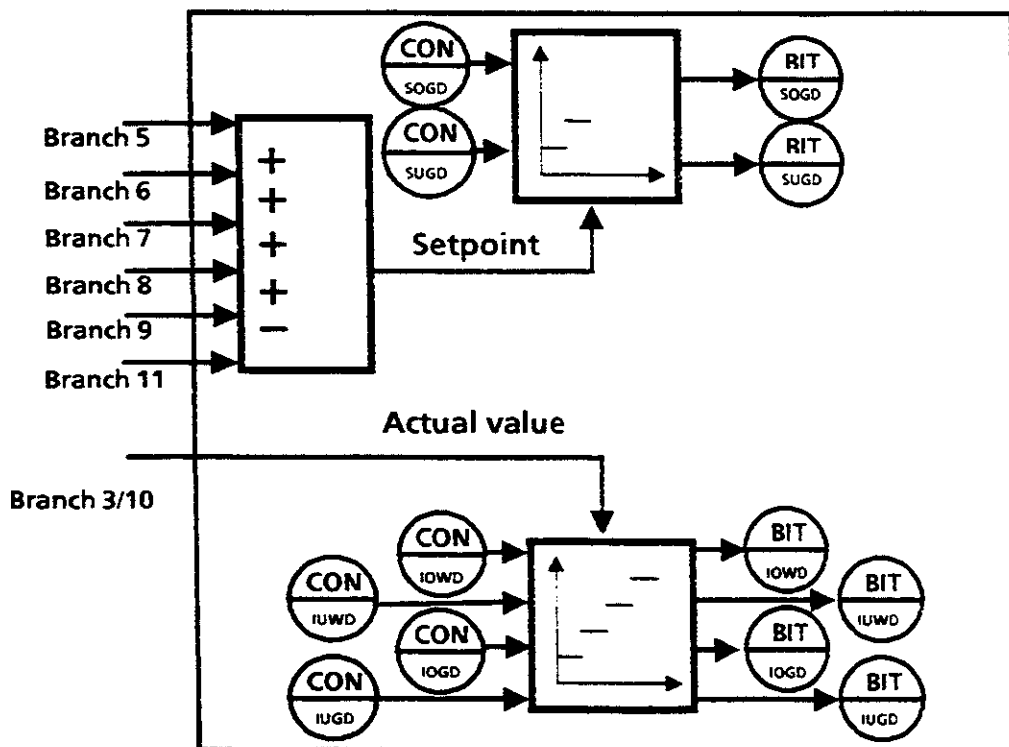 CON
SOGD
RIT
SOGD
CON
SUGD
RIT
SUGD
Branch 5
Branch 6
Branch 7
Branch 8
Branch 9
Branch 11
+
+
+
+
−
Setpoint
Actual value
Branch 3/10
CON
IOWD
BIT
IOWD
CON
IUWD
BIT
IUWD
CON
IOGD
BIT
IOGD
CON
IUGD
BIT
IUGD